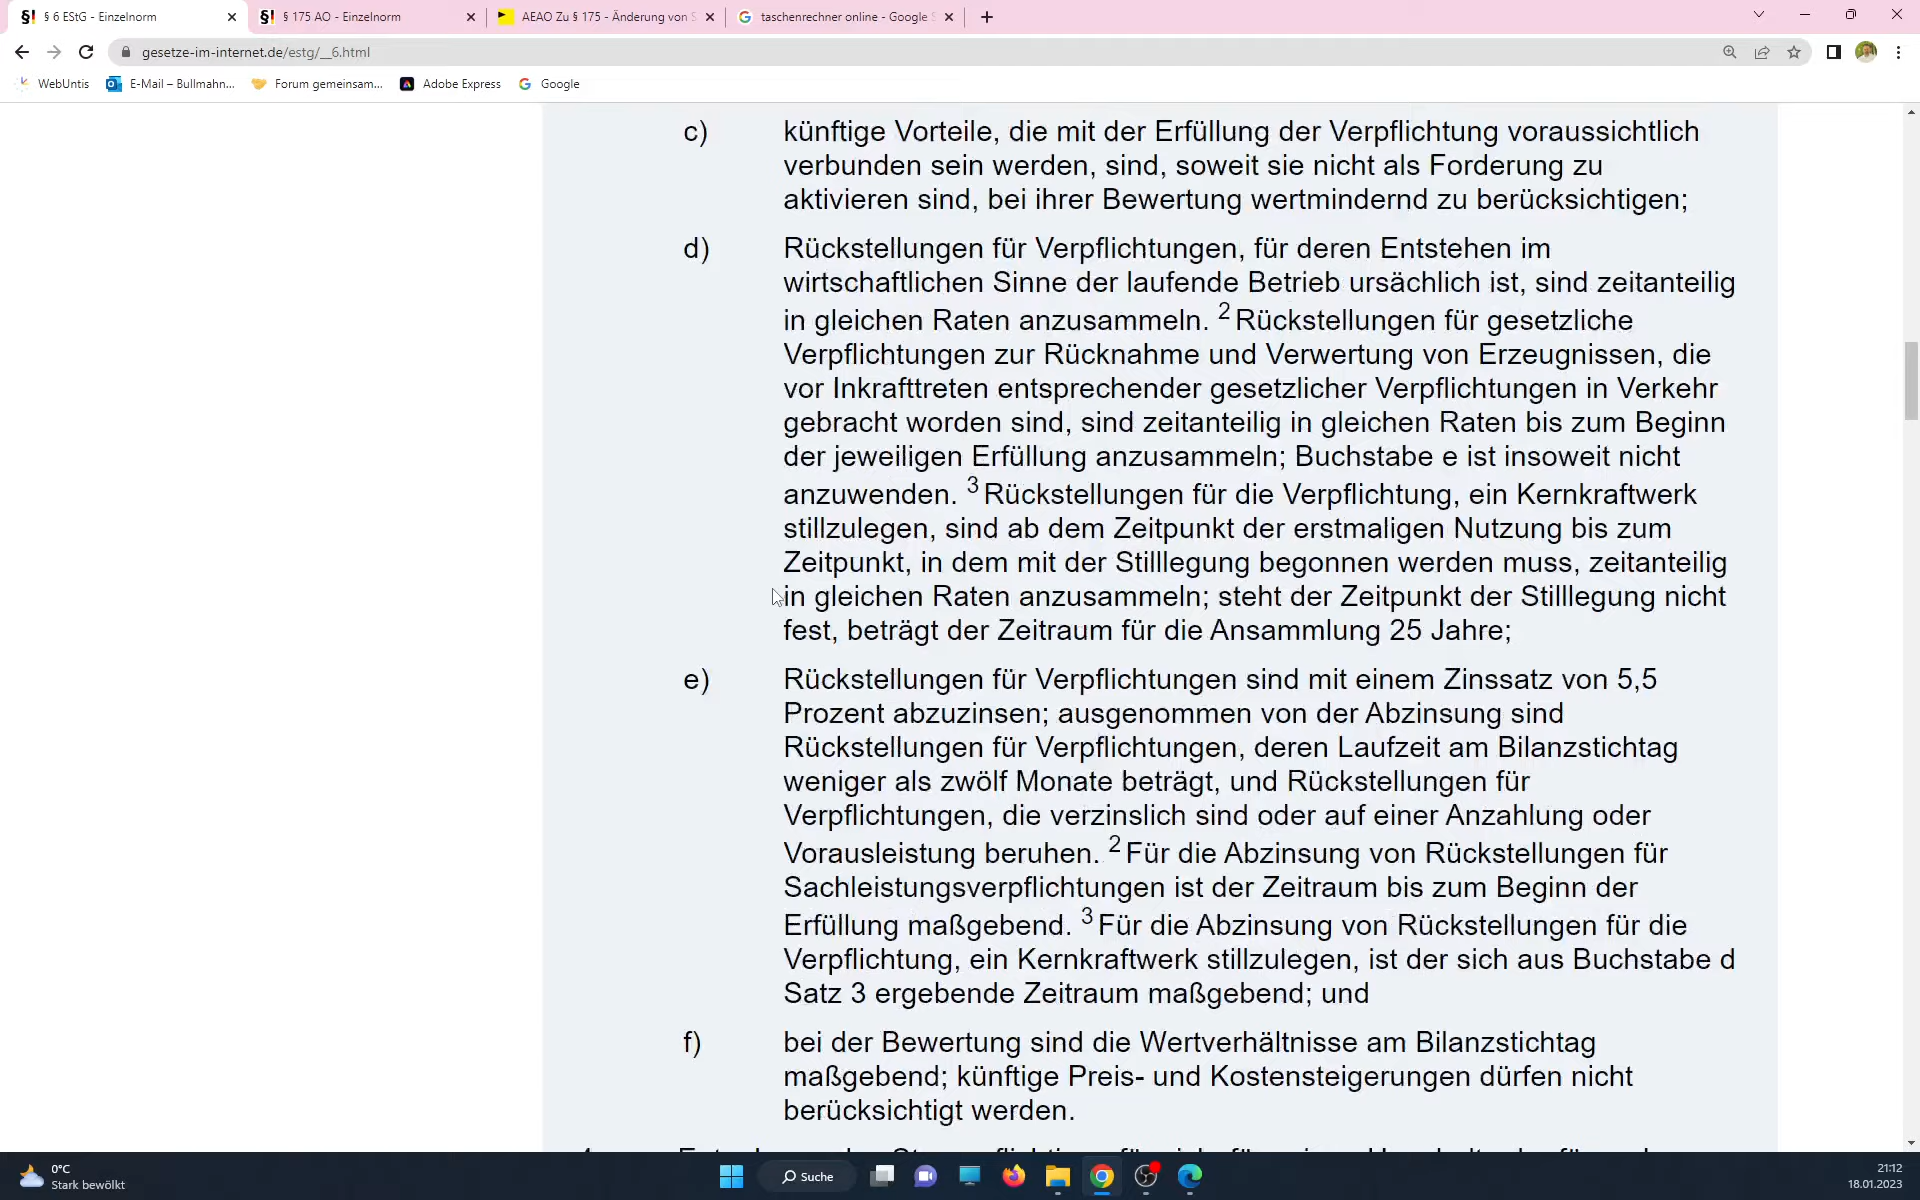 § 6 EStG - Einzelnorm
§ 175 AO - Einzelnorm
AEAO Zu § 175 - Änderung von S
taschenrechner online - Google S
gesetze-im-internet.de/estg/__6.html
WebUntis
E-Mail – Bullmahn...
Forum gemeinsam...
Adobe Express
Google
c) künftige Vorteile, die mit der Erfüllung der Verpflichtung voraussichtlich
verbunden sein werden, sind, soweit sie nicht als Forderung zu
aktivieren sind, bei ihrer Bewertung wertmindernd zu berücksichtigen;
d) Rückstellungen für Verpflichtungen, für deren Entstehen im
wirtschaftlichen Sinne der laufende Betrieb ursächlich ist, sind zeitanteilig
in gleichen Raten anzusammeln. 2 Rückstellungen für gesetzliche
Verpflichtungen zur Rücknahme und Verwertung von Erzeugnissen, die
vor Inkrafttreten entsprechender gesetzlicher Verpflichtungen in Verkehr
gebracht worden sind, sind zeitanteilig in gleichen Raten bis zum Beginn
der jeweiligen Erfüllung anzusammeln; Buchstabe e ist insoweit nicht
anzuwenden. 3 Rückstellungen für die Verpflichtung, ein Kernkraftwerk
stillzulegen, sind ab dem Zeitpunkt der erstmaligen Nutzung bis zum
Zeitpunkt, in dem mit der Stilllegung begonnen werden muss, zeitanteilig
in gleichen Raten anzusammeln; steht der Zeitpunkt der Stilllegung nicht
fest, beträgt der Zeitraum für die Ansammlung 25 Jahre;
e) Rückstellungen für Verpflichtungen sind mit einem Zinssatz von 5,5
Prozent abzuzinsen; ausgenommen von der Abzinsung sind
Rückstellungen für Verpflichtungen, deren Laufzeit am Bilanzstichtag
weniger als zwölf Monate beträgt, und Rückstellungen für
Verpflichtungen, die verzinslich sind oder auf einer Anzahlung oder
Vorausleistung beruhen. 2 Für die Abzinsung von Rückstellungen für
Sachleistungsverpflichtungen ist der Zeitraum bis zum Beginn der
Erfüllung maßgebend. 3 Für die Abzinsung von Rückstellungen für die
Verpflichtung, ein Kernkraftwerk stillzulegen, ist der sich aus Buchstabe d
Satz 3 ergebende Zeitraum maßgebend; und
f) bei der Bewertung sind die Wertverhältnisse am Bilanzstichtag
maßgebend; künftige Preis- und Kostensteigerungen dürfen nicht
berücksichtigt werden.
0°C
Stark bewölkt
Suche
21:12
18.01.2023